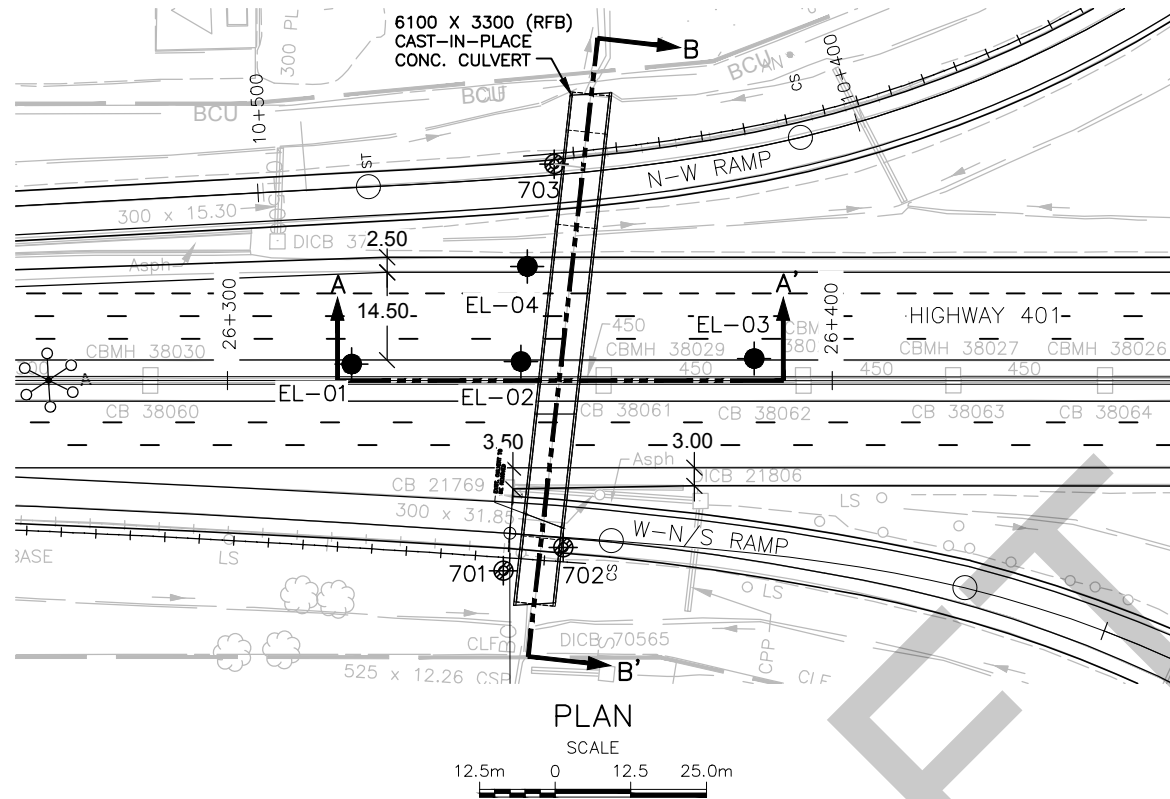 6100 X 3300 (RFB)
CAST-IN-PLACE
CONC. CULVERT
B
BCU
BCU
BCU
300 PL
10+500
CS
10+400
ST
703
N-W RAMP
300 x 15.30
DICB 37
2.50
Asph
A
EL-04
A'
14.50
26+300
EL-03
26+400
HIGHWAY 401
450
CBMH 38030
CBMH 38029
CBMH 38027
CBMH 38026
450
450
450
A
EL-01
EL-02
CB 38060
CB 38061
CB 38062
CB 38063
CB 38064
3.50
3.00
Asph
DICB 21806
CB 21769
LS
300 x 31.85
W-N/S RAMP
BASE
LS
701
702
CS
LS
CLF
DICB 70565
CPP
B'
525 x 12.26 CSP
CLF
PLAN
SCALE
12.5m 0 12.5 25.0m